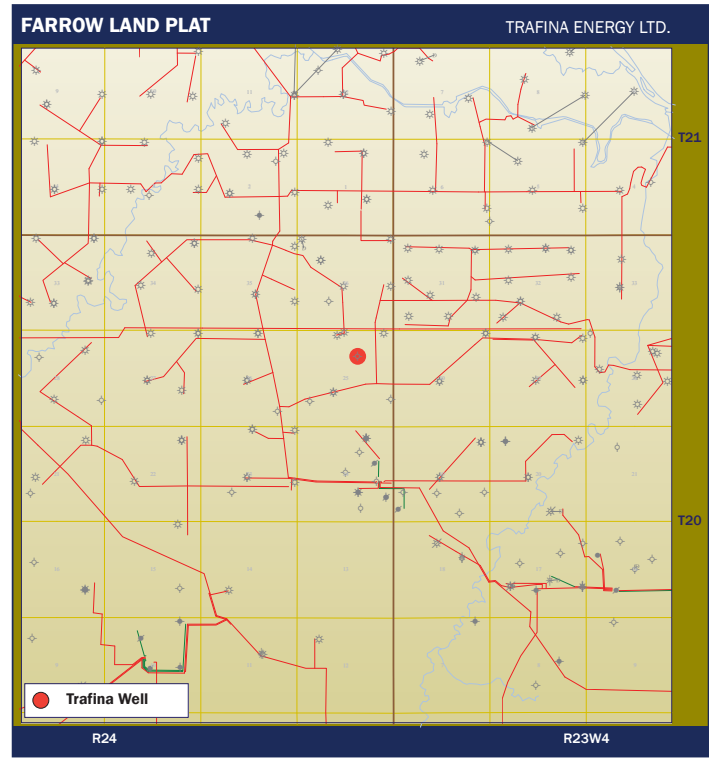 FARROW LAND PLAT
TRAFINA ENERGY LTD.
T21
T20
Trafina Well
R24
R23W4